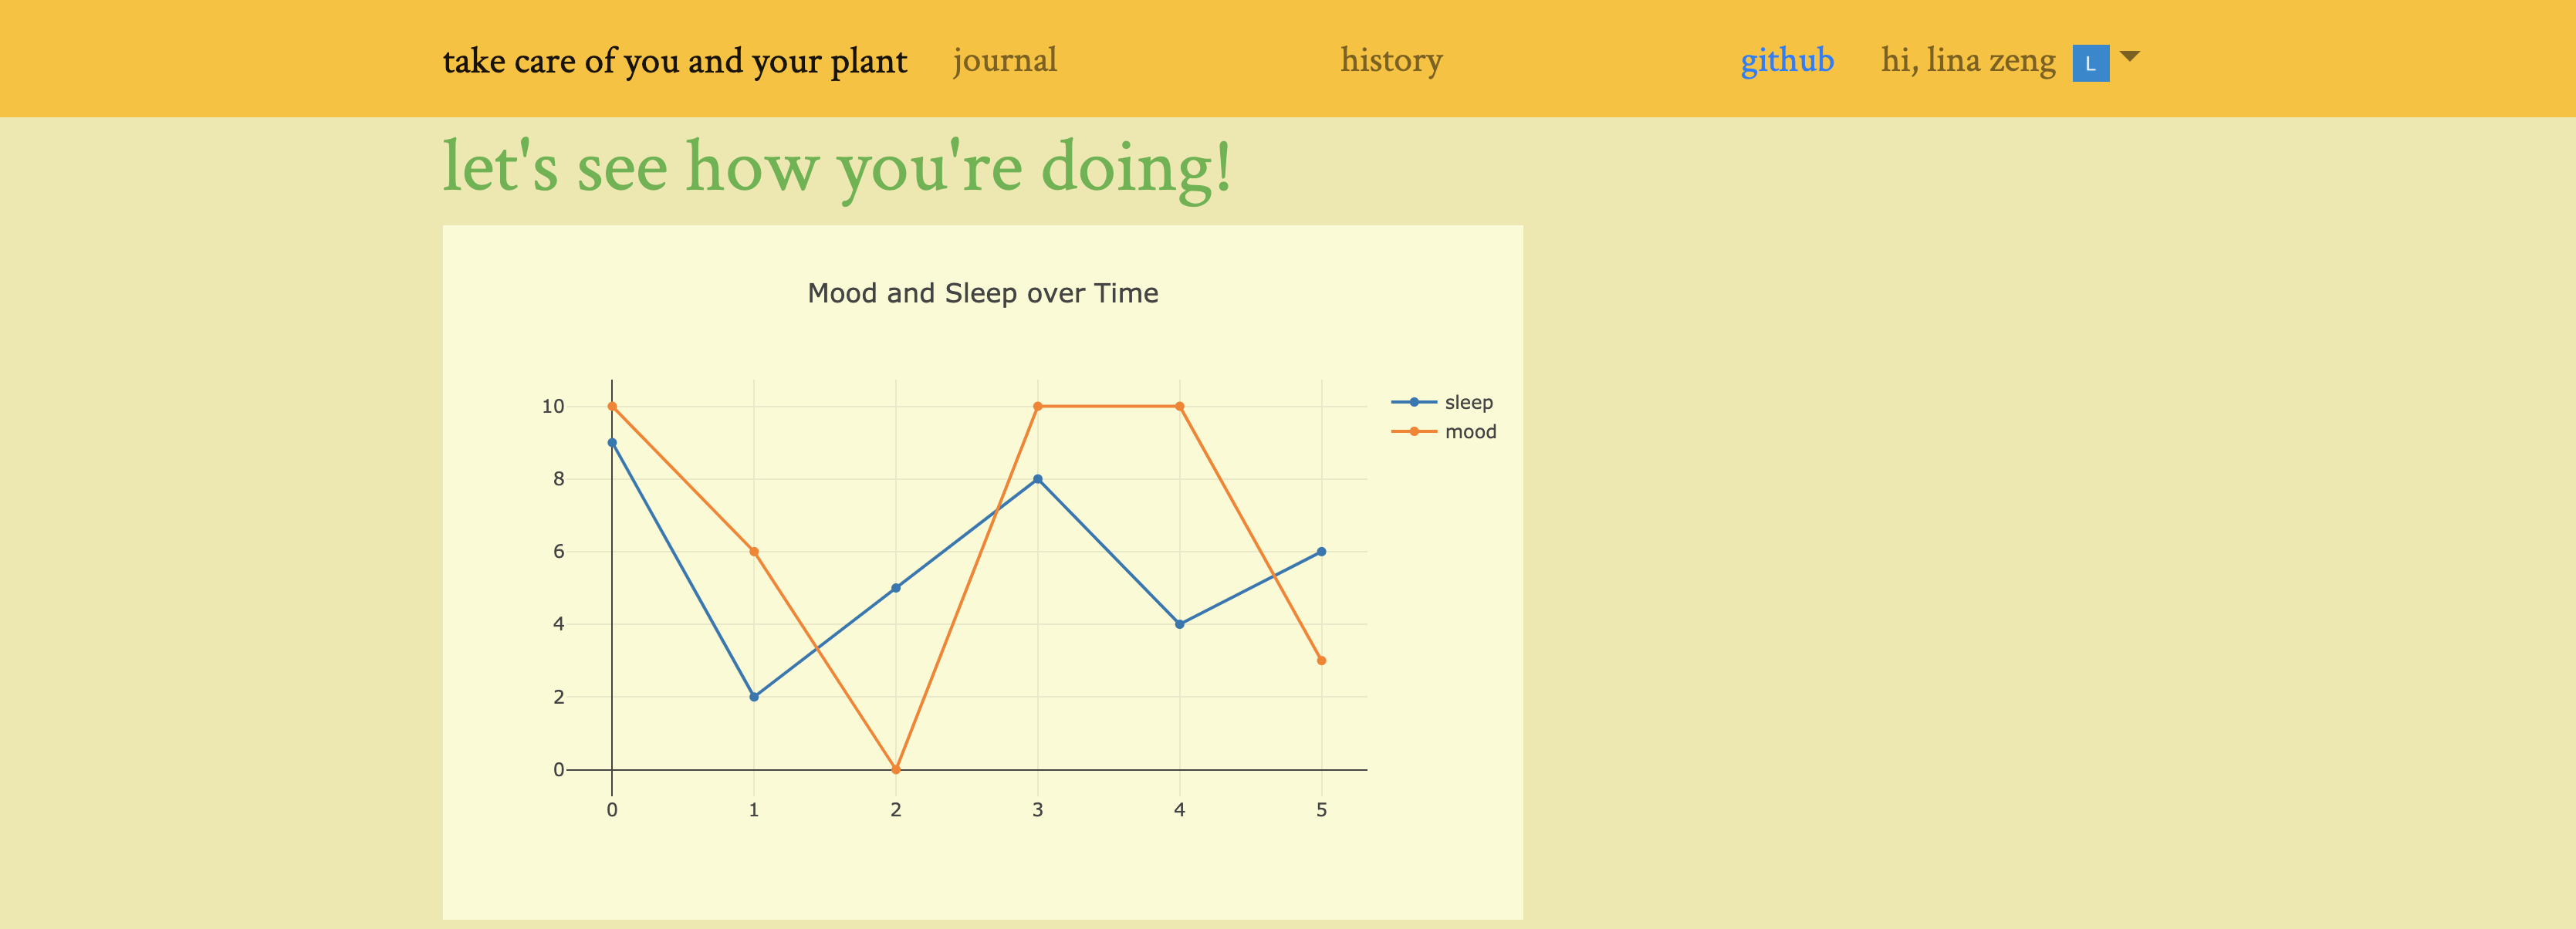 take care of you and your plant journal history github hi, lina zeng L
let's see how you're doing!
Mood and Sleep over Time
10
8
6
4
2
0
0 1 2 3 4 5
sleep
mood